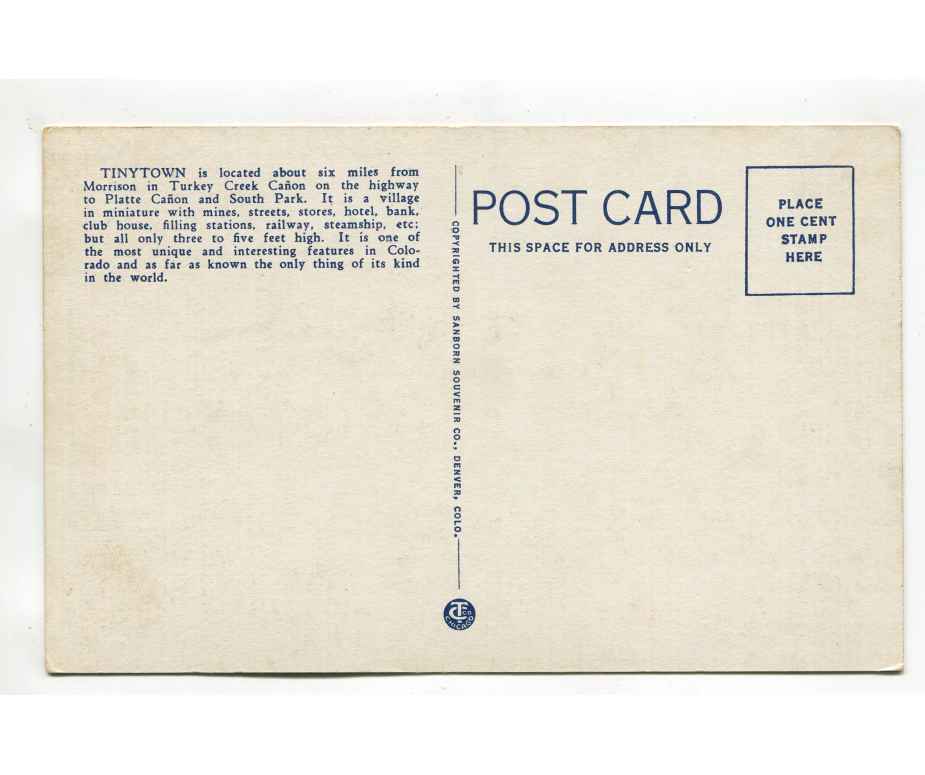 TINYTOWN is located about six miles from
Morrison in Turkey Creek Cañon on the highway
to Platte Cañon and South Park. It is a village
in miniature with mines, streets, stores, hotel, bank,
club house, filling stations, railway, steamship, etc;
but all only three to five feet high. It is one of
the most unique and interesting features in Colo-
rado and as far as known the only thing of its kind
in the world.
COPYRIGHTED BY SANBORN SOUVENIR CO., DENVER, COLO.
POST CARD
THIS SPACE FOR ADDRESS ONLY
PLACE
ONE CENT
STAMP
HERE
CT
CO
CHICAGO